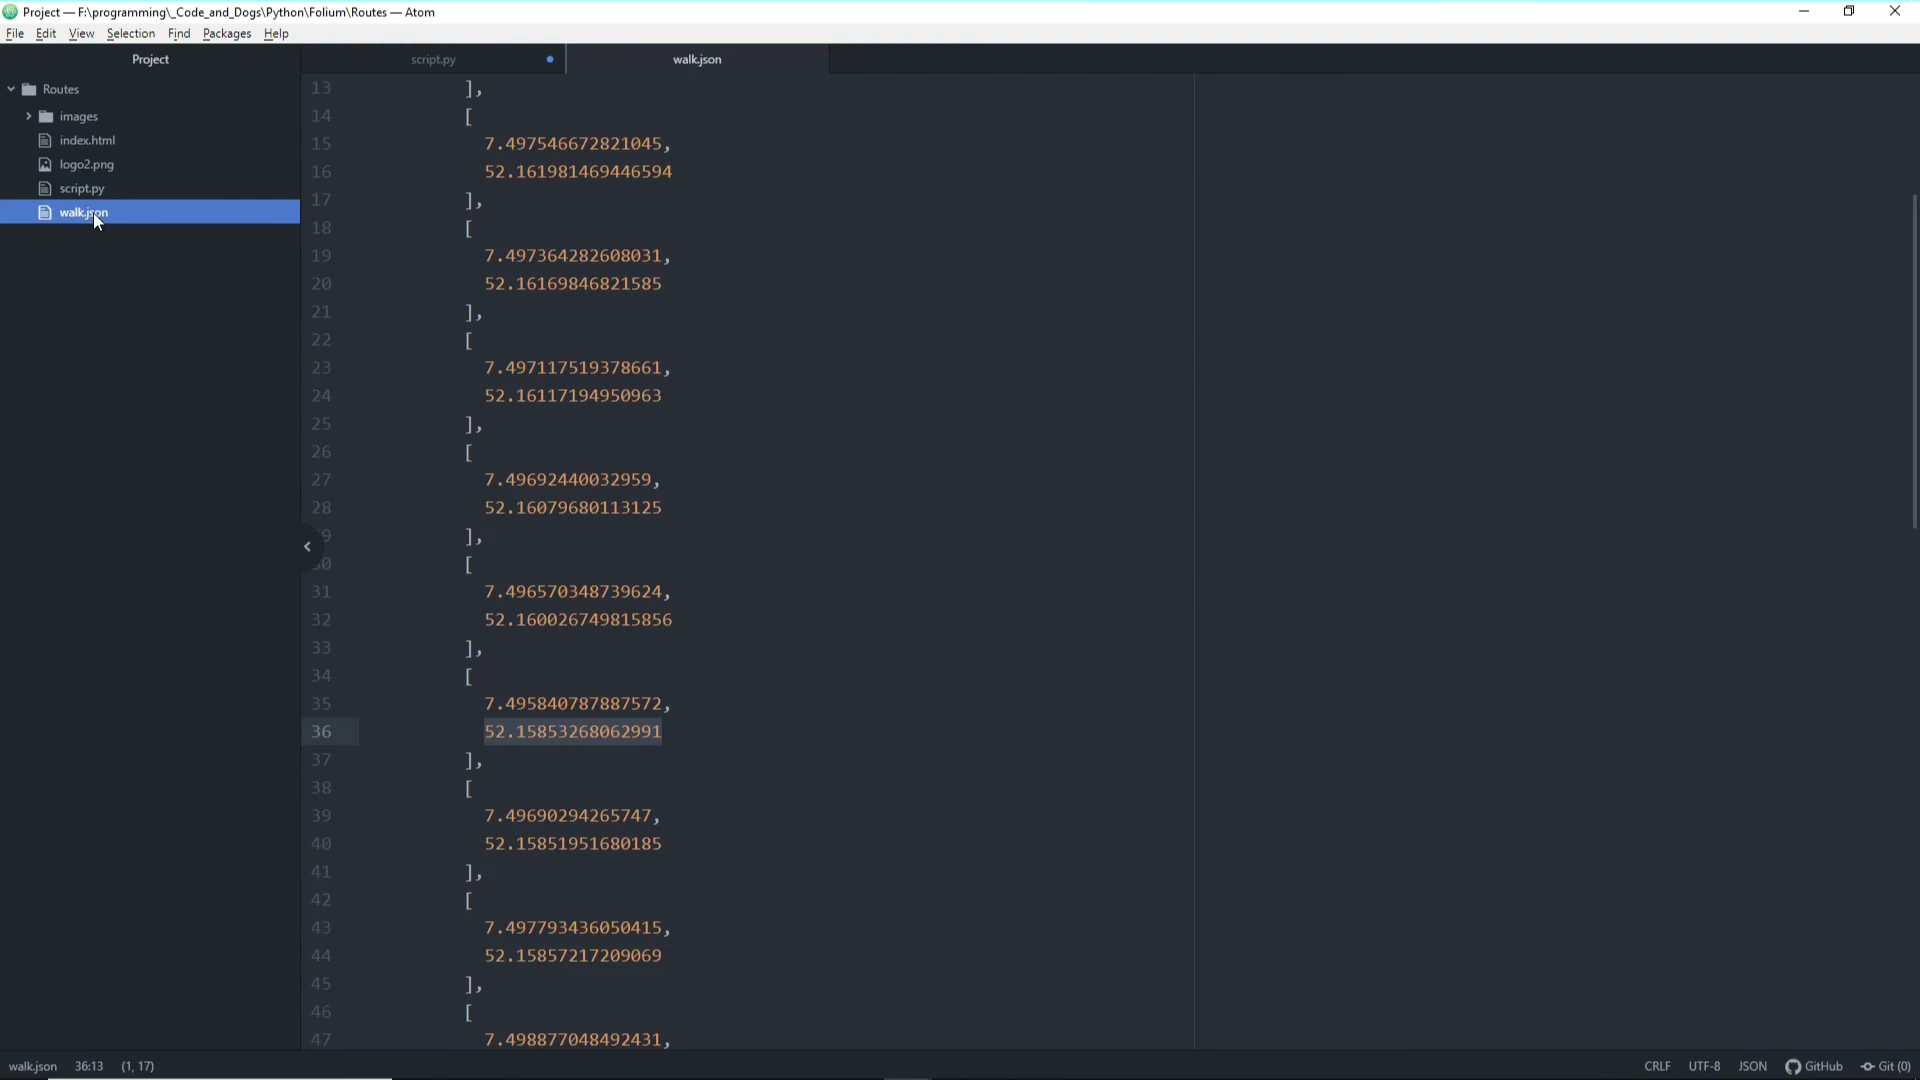 Project — F:\programming\_Code_and_Dogs\Python\Folium\Routes — Atom
File Edit View Selection Find Packages Help
Project
script.py
walk.json
Routes
images
index.html
logo2.png
script.py
walk.json
13 ],
14 [
15 7.497546672821045,
16 52.161981469446594
17 ],
18 [
19 7.497364282608031,
20 52.16169846821585
21 ],
22 [
23 7.497117519378661,
24 52.16117194950963
25 ],
26 [
27 7.49692440032959,
28 52.16079680113125
9 ],
0 [
31 7.496570348739624,
32 52.160026749815856
33 ],
34 [
35 7.495840787887572,
36 52.15853268062991
37 ],
38 [
39 7.49690294265747,
40 52.15851951680185
41 ],
42 [
43 7.497793436050415,
44 52.15857217209069
45 ],
46 [
47 7.498877048492431,
walk.json 36:13 (1, 17) CRLF UTF-8 JSON GitHub Git (0)